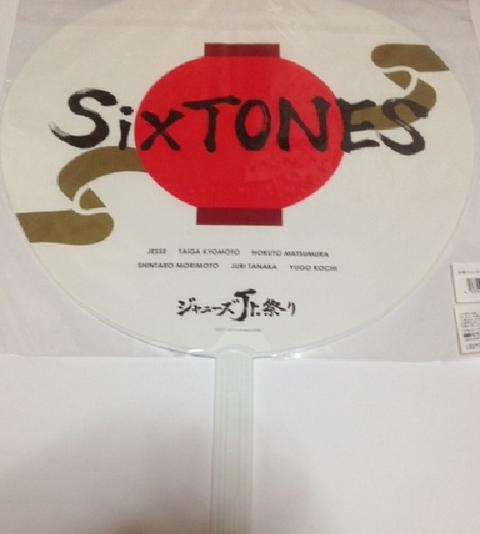 SixTONES
JESSE TAIGA KYOMOTO HOKUTO MATSUMURA
SHINTARO MORIMOTO JURI TANAKA YUGO KOCHI
ジャニーズJr.祭り